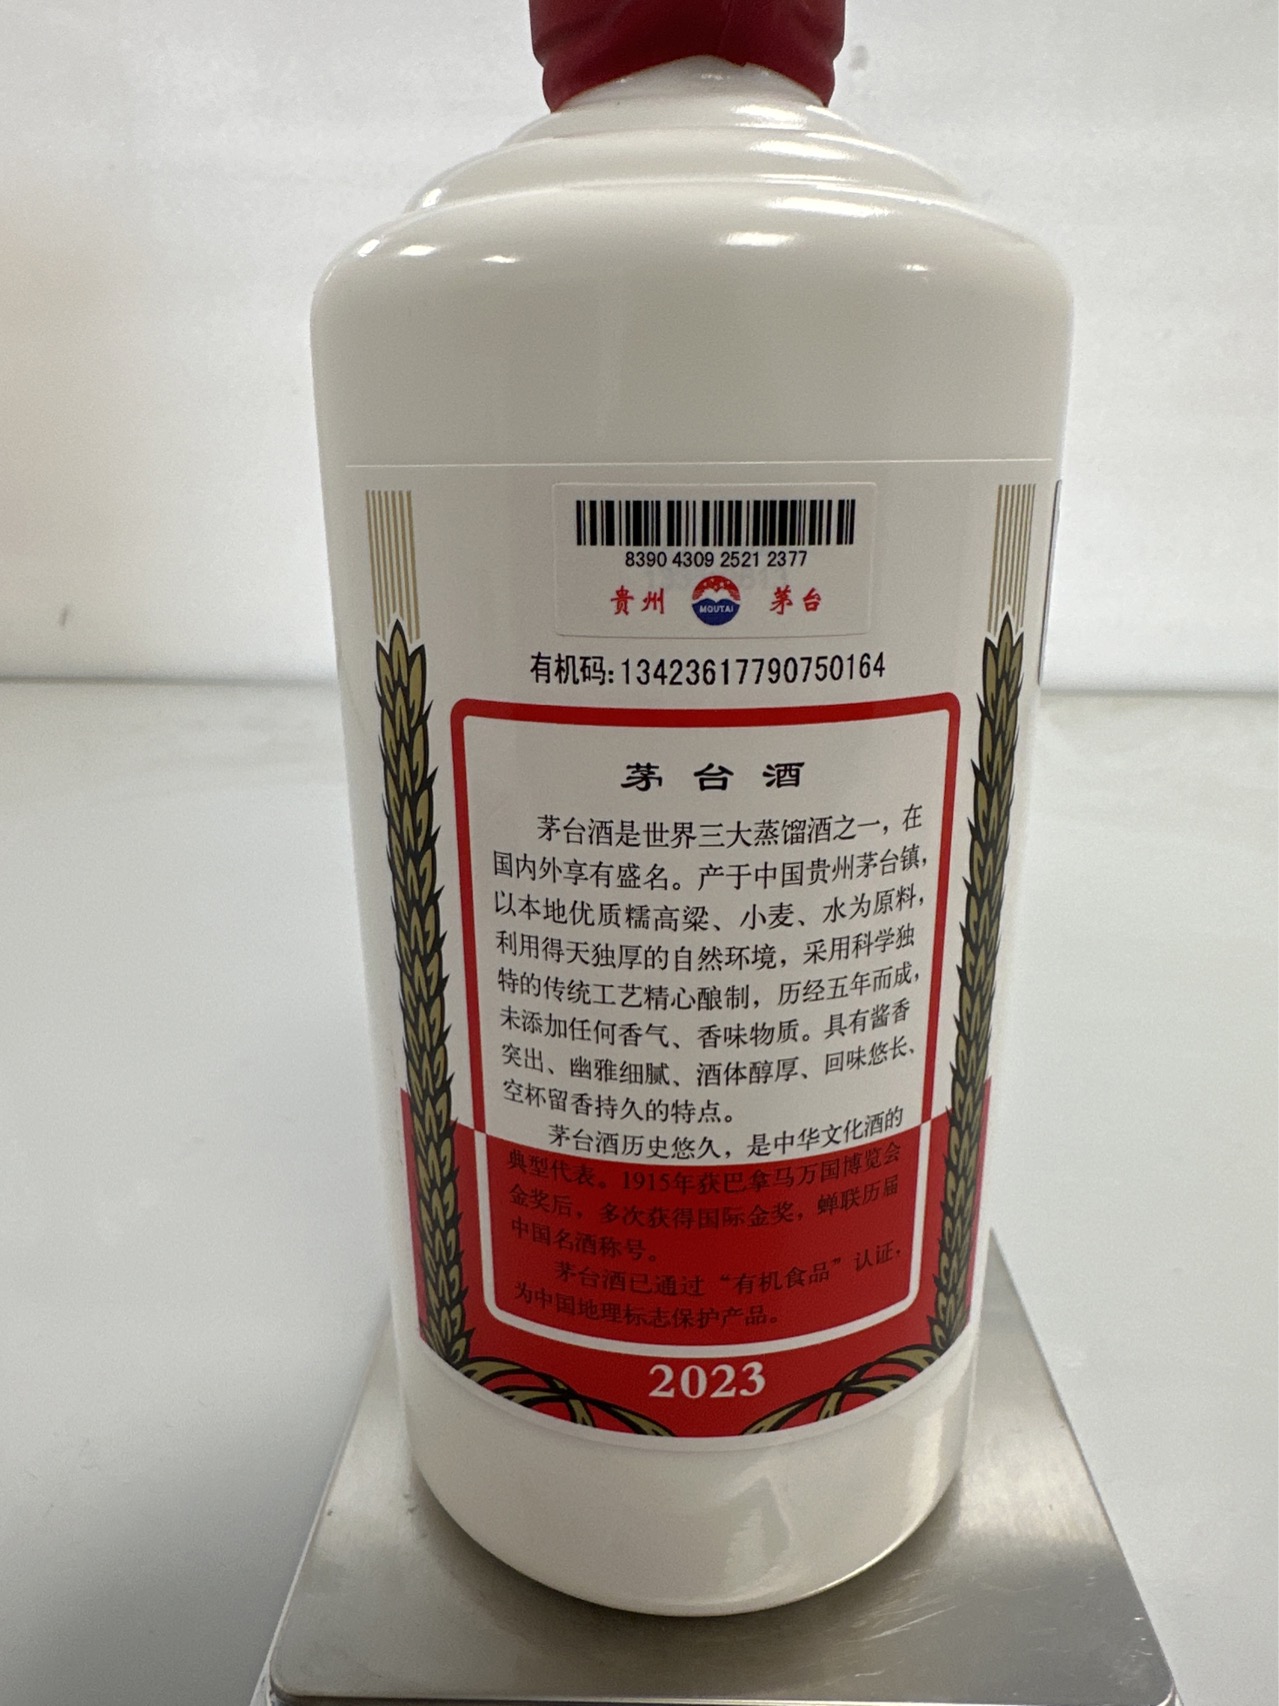 8390 4309 2521 2377
贵州 MOUTAI 茅台
有机码:13423617790750164
茅台酒
茅台酒是世界三大蒸馏酒之一，在
国内外享有盛名。产于中国贵州茅台镇，
以本地优质糯高粱、小麦、水为原料，
利用得天独厚的自然环境，采用科学独
特的传统工艺精心酿制，历经五年而成，
未添加任何香气、香味物质。具有酱香
突出、幽雅细腻、酒体醇厚、回味悠长、
空杯留香持久的特点。
茅台酒历史悠久，是中华文化酒的
典型代表。1915年获巴拿马万国博览会
金奖后，多次获得国际金奖，蝉联历届
中国名酒称号。
茅台酒已通过“有机食品”认证，
为中国地理标志保护产品。
2023